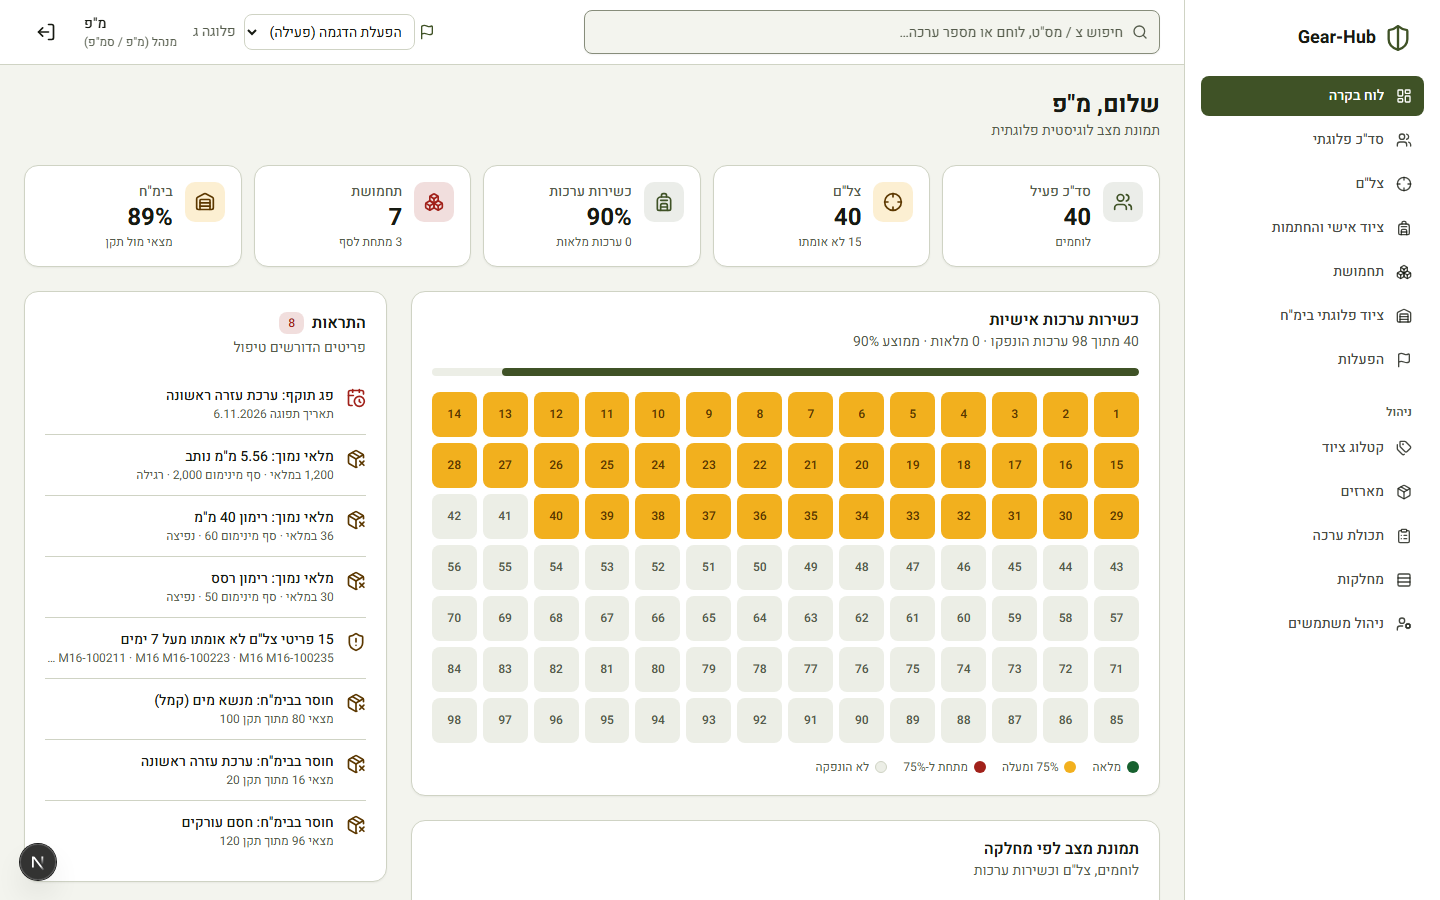 Gear-Hub
לוח בקרה
סד"כ פלוגתי
צל"ם
ציוד אישי והחתמות
תחמושת
ציוד פלוגתי בימ"ח
הפעלות
ניהול
קטלוג ציוד
מארזים
תכולת ערכה
מחלקות
ניהול משתמשים
חיפוש צ / מס"ט, לוחם או מספר ערכה...
הפעלת הדגמה (פעילה)
פלוגה ג
מ"פ
מנהל (מ"פ / סמ"פ)
שלום, מ"פ
תמונת מצב לוגיסטית פלוגתית
סד"כ פעיל
40
לוחמים
צל"ם
40
15 לא אומתו
כשירות ערכות
90%
0 ערכות מלאות
תחמושת
7
3 מתחת לסף
בימ"ח
89%
מצאי מול תקן
כשירות ערכות אישיות
40 מתוך 98 ערכות הונפקו · 0 מלאות · ממוצע 90%
1 2 3 4 5 6 7 8 9 10 11 12 13 14
15 16 17 18 19 20 21 22 23 24 25 26 27 28
29 30 31 32 33 34 35 36 37 38 39 40 41 42
43 44 45 46 47 48 49 50 51 52 53 54 55 56
57 58 59 60 61 62 63 64 65 66 67 68 69 70
71 72 73 74 75 76 77 78 79 80 81 82 83 84
85 86 87 88 89 90 91 92 93 94 95 96 97 98
מלאה
75% ומעלה
מתחת ל-75%
לא הונפקה
תמונת מצב לפי מחלקה
לוחמים, צל"ם וכשירות ערכות
התראות 8
פריטים הדורשים טיפול
פג תוקף: ערכת עזרה ראשונה
תאריך תפוגה 6.11.2026
מלאי נמוך: 5.56 מ"מ נותב
1,200 במלאי · סף מינימום 2,000 · רגילה
מלאי נמוך: רימון 40 מ"מ
36 במלאי · סף מינימום 60 · נפיצה
מלאי נמוך: רימון רסס
30 במלאי · סף מינימום 50 · נפיצה
15 פריטי צל"ם לא אומתו מעל 7 ימים
M16 M16-100235 · M16 M16-100223 · M16-100211 ...
חוסר בבימ"ח: מנשא מים (קמל)
מצאי 80 מתוך תקן 100
חוסר בבימ"ח: ערכת עזרה ראשונה
מצאי 16 מתוך תקן 20
חוסר בבימ"ח: חסם עורקים
מצאי 96 מתוך תקן 120
N